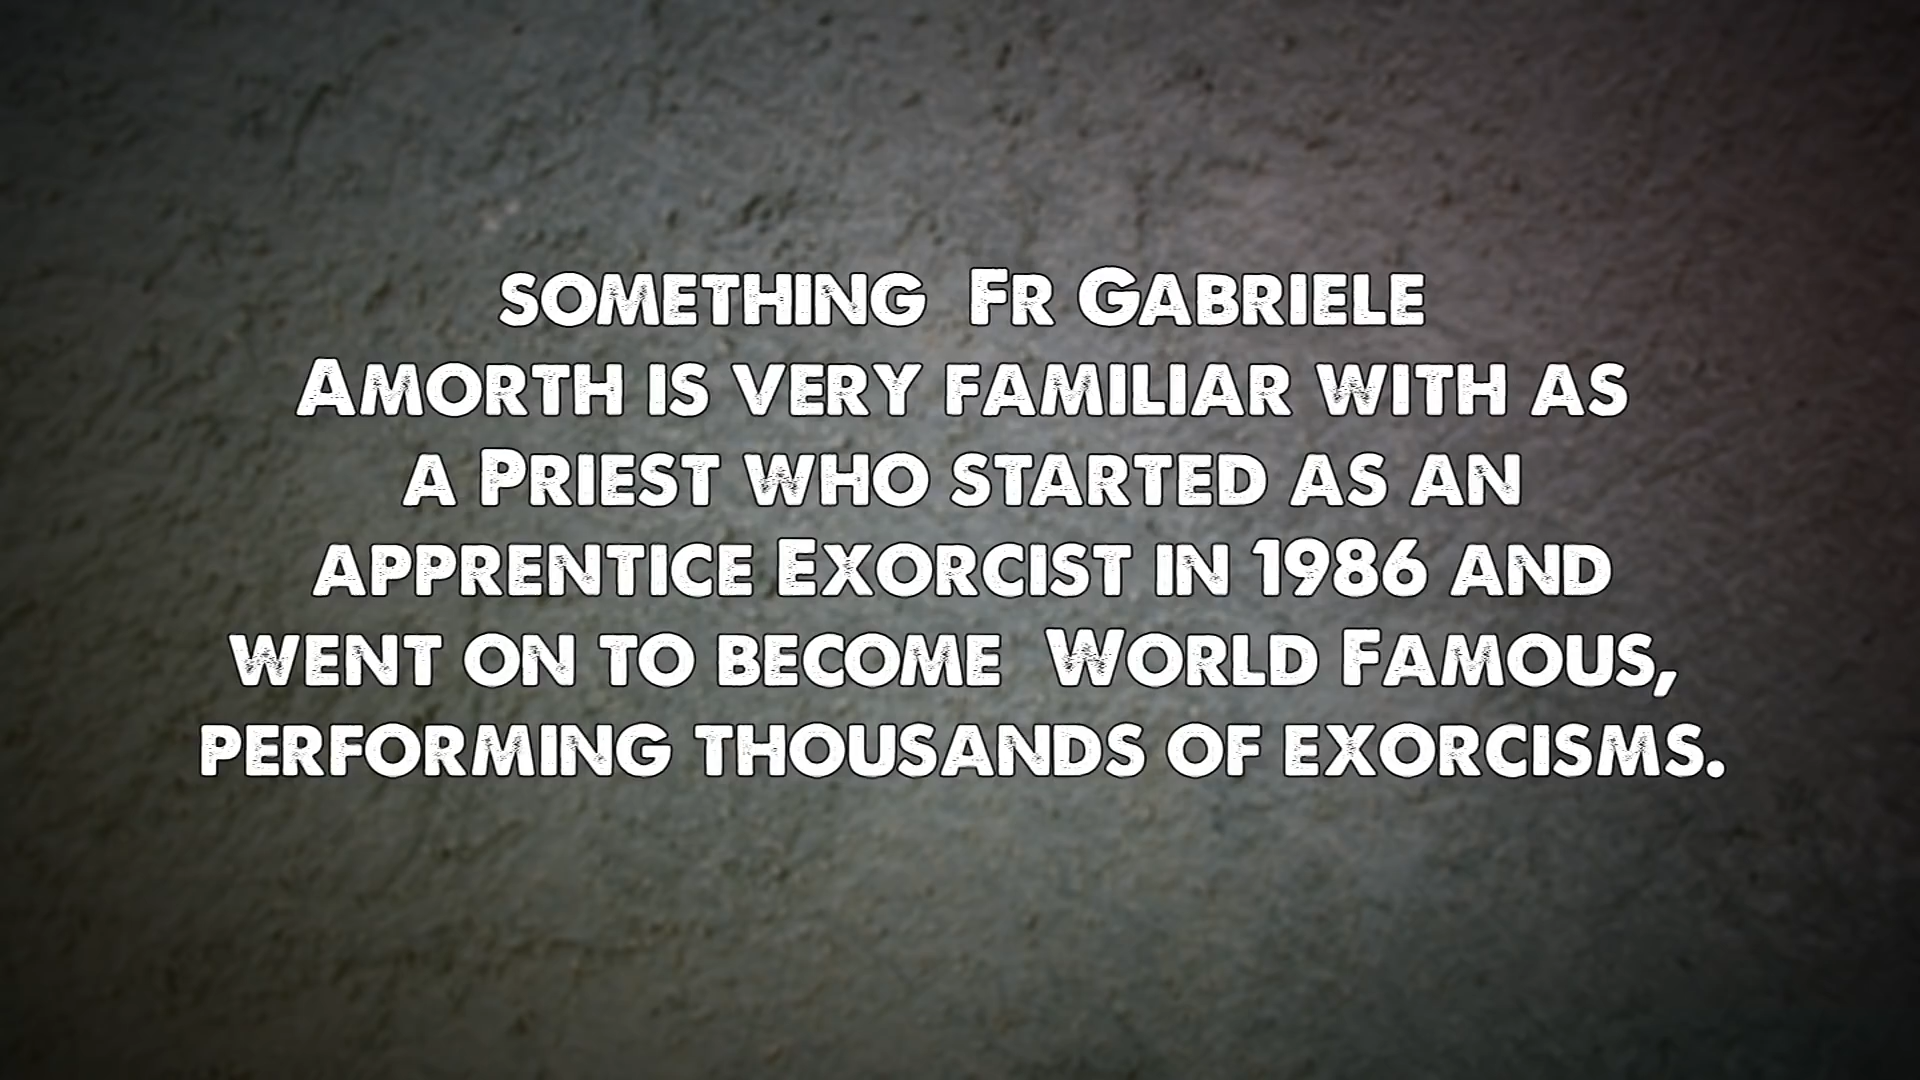 something  Fr Gabriele
Amorth is very familiar with as
a Priest who started as an
apprentice Exorcist in 1986 and
went on to become  World Famous,
performing thousands of exorcisms.